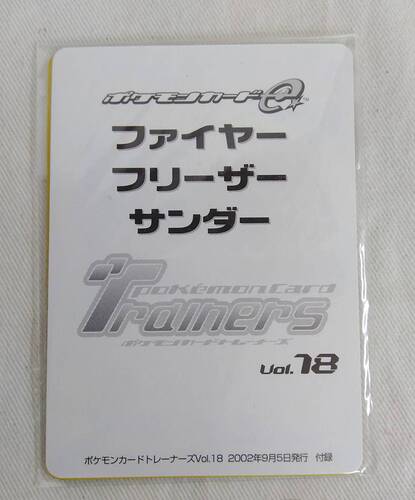 ポケモンカードe
ファイヤー
フリーザー
サンダー
pokémon card
Trainers
ポケモンカードトレーナーズ
Vol.18
ポケモンカードトレーナーズVol.18 2002年9月5日発行 付録